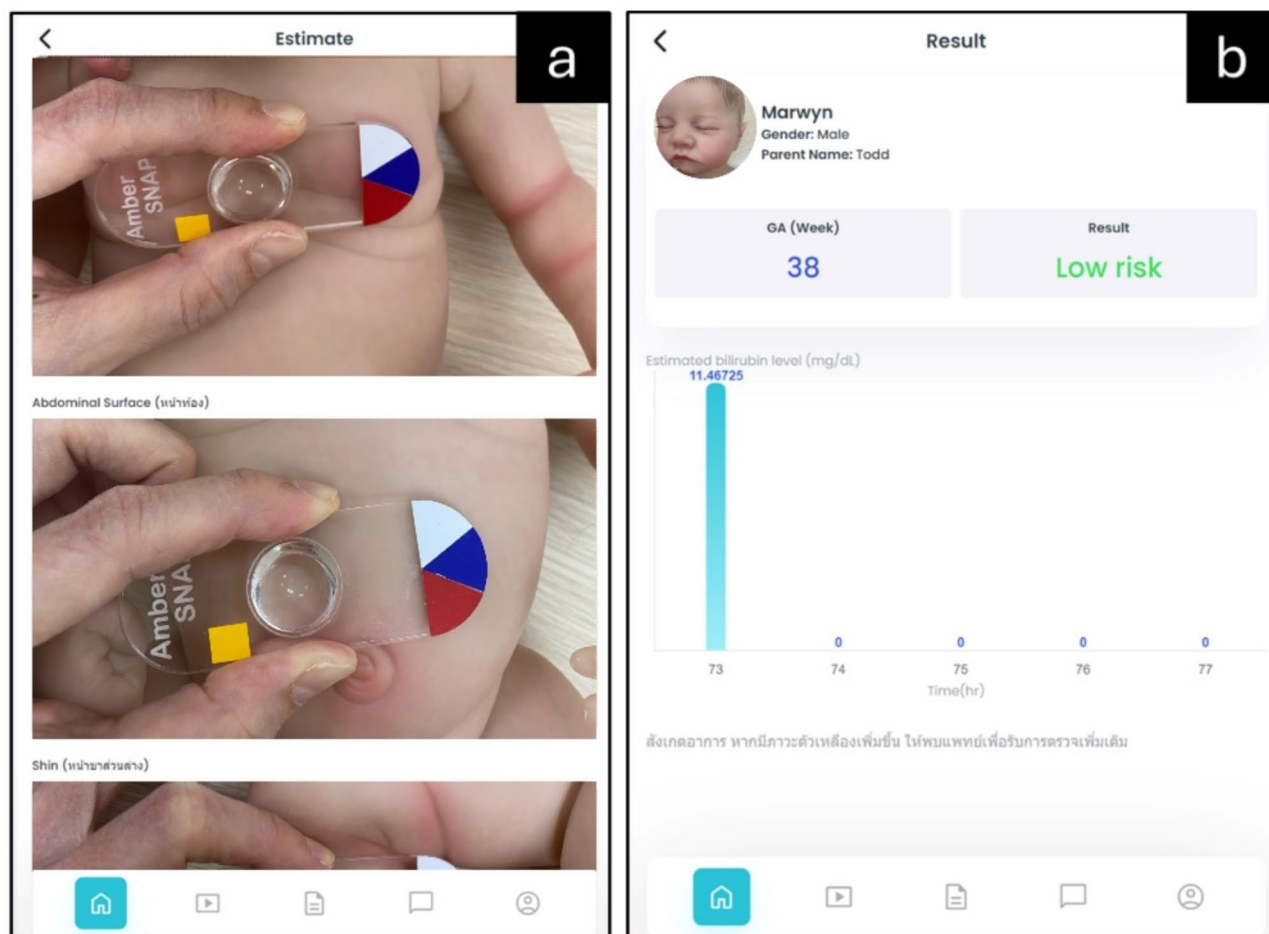 Estimate
a
Amber
SNAP
Abdominal Surface (หน้าท้อง)
Amber
SNAP
Shin (หน้าขาส่วนล่าง)
Result
b
Marwyn
Gender: Male
Parent Name: Todd
GA (Week)
Result
38
Low risk
Estimated bilirubin level (mg/dL)
11.46725
0
0
0
0
73
74
75
76
77
Time(hr)
สังเกตอาการ หากมีภาวะตัวเหลืองเพิ่มขึ้น ให้พบแพทย์เพื่อรับการตรวจเพิ่มเติม